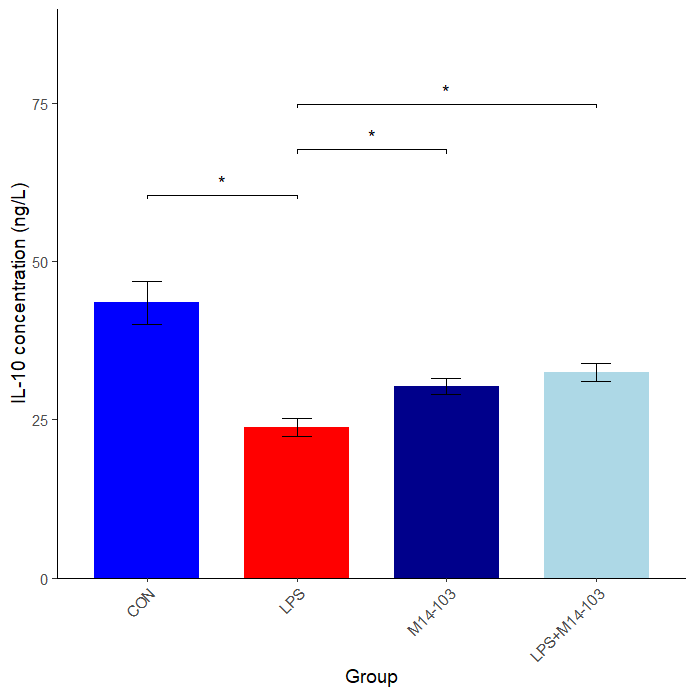 IL-10 concentration (ng/L)
75
50
25
0
*
*
*
CON
LPS
M14-103
LPS+M14-103
Group